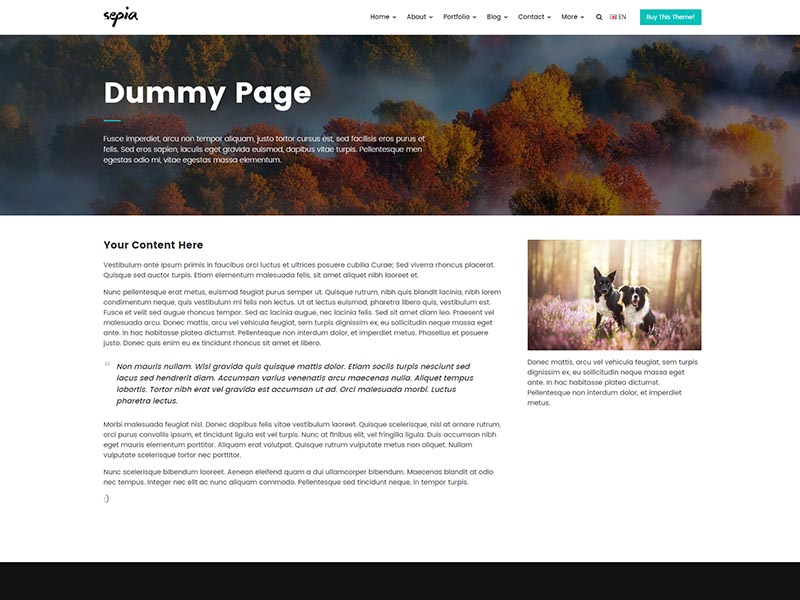 sepia
Home About Portfolio Blog Contact More EN Buy This Theme!
Dummy Page
Fusce imperdiet, arcu non tempor aliquam, justo tortor cursus est, sed facilisis eros purus et
felis. Sed eros sapien, iaculis eget gravida euismod, dapibus vitae turpis. Pellentesque men
egestas odio mi, vitae egestas massa elementum.
Your Content Here
Vestibulum ante ipsum primis in faucibus orci luctus et ultrices posuere cubilia Curae; Sed viverra rhoncus placerat.
Quisque sed auctor turpis. Etiam elementum malesuada felis, sit amet aliquet nibh laoreet et.
Nunc pellentesque erat metus, euismod feugiat purus semper ut. Quisque rutrum, nibh quis blandit lacinia, nibh lorem
condimentum neque, quis vestibulum mi felis non lectus. Ut at lectus euismod, pharetra libero quis, vestibulum est.
Fusce et velit sed augue rhoncus tempor. Sed ac lacinia augue, nec lacinia felis. Sed sit amet diam leo. Praesent vel
malesuada arcu. Donec mattis, arcu vel vehicula feugiat, sem turpis dignissim ex, eu sollicitudin neque massa eget
ante. In hac habitasse platea dictumst. Pellentesque non interdum dolor, et imperdiet metus. Phasellus et posuere
justo. Donec quis enim eu ex tincidunt rhoncus sit amet et libero.
“ Non mauris nullam. Wisi gravida quis quisque mattis dolor. Etiam sociis turpis nesciunt sed
lacus sed hendrerit diam. Accumsan varius venenatis arcu maecenas nulla. Aliquet tempus
lobortis. Tortor nibh erat vel gravida est accumsan ut ad. Orci malesuada morbi. Luctus
pharetra lectus.
Morbi malesuada feugiat nisl. Donec dapibus felis vitae vestibulum laoreet. Quisque scelerisque, nisl at ornare rutrum,
orci purus convallis ipsum, et tincidunt ligula est vel turpis. Nunc at finibus elit, vel fringilla ligula. Duis accumsan nibh
eget mauris elementum porttitor. Aliquam erat volutpat. Quisque rutrum vulputate metus non aliquet. Nullam
vulputate scelerisque tortor nec porttitor.
Nunc scelerisque bibendum laoreet. Aenean eleifend quam a dui ullamcorper bibendum. Maecenas blandit at odio
nec tempus. Integer nec elit ac nunc aliquam commodo. Pellentesque sed tincidunt neque, in tempor turpis.
:)
Donec mattis, arcu vel vehicula feugiat, sem turpis
dignissim ex, eu sollicitudin neque massa eget
ante. In hac habitasse platea dictumst.
Pellentesque non interdum dolor, et imperdiet
metus.